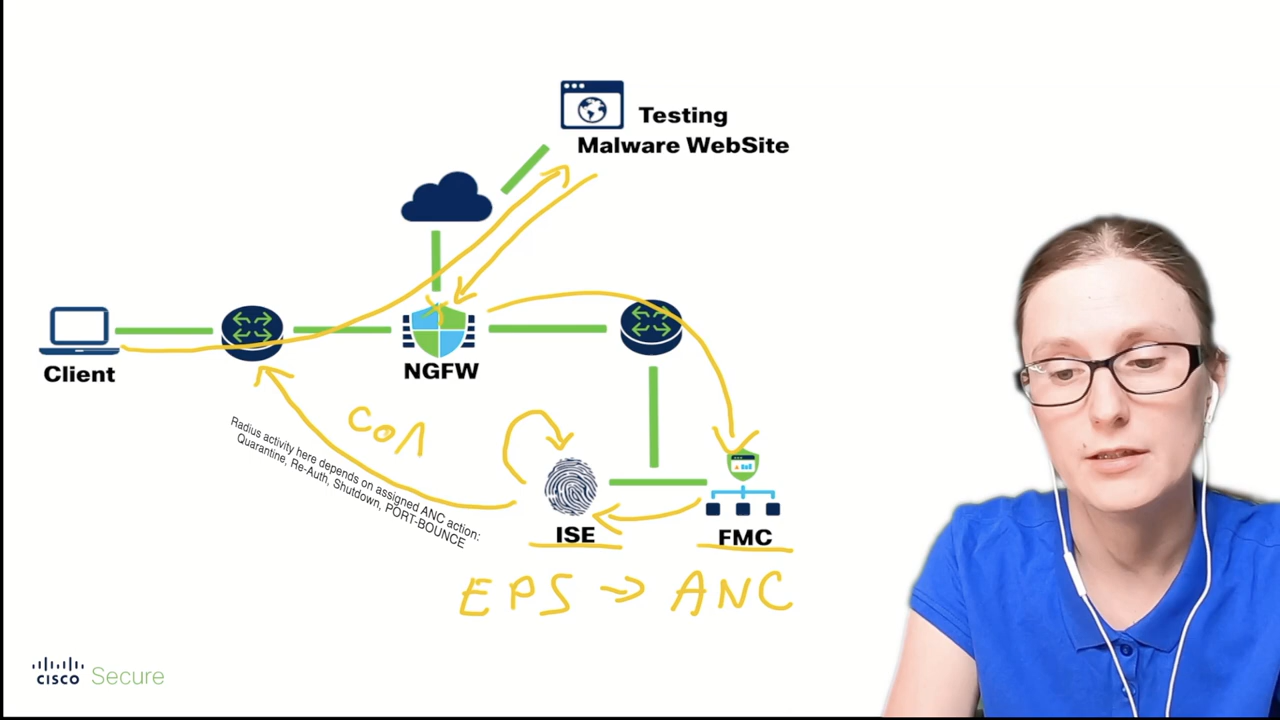 Testing
Malware WebSite
Client
NGFW
CoA
Radius activity here depends on assigned ANC action:
Quarantine, Re-Auth, Shutdown, PORT-BOUNCE
ISE
FMC
EPS → ANC
CISCO Secure